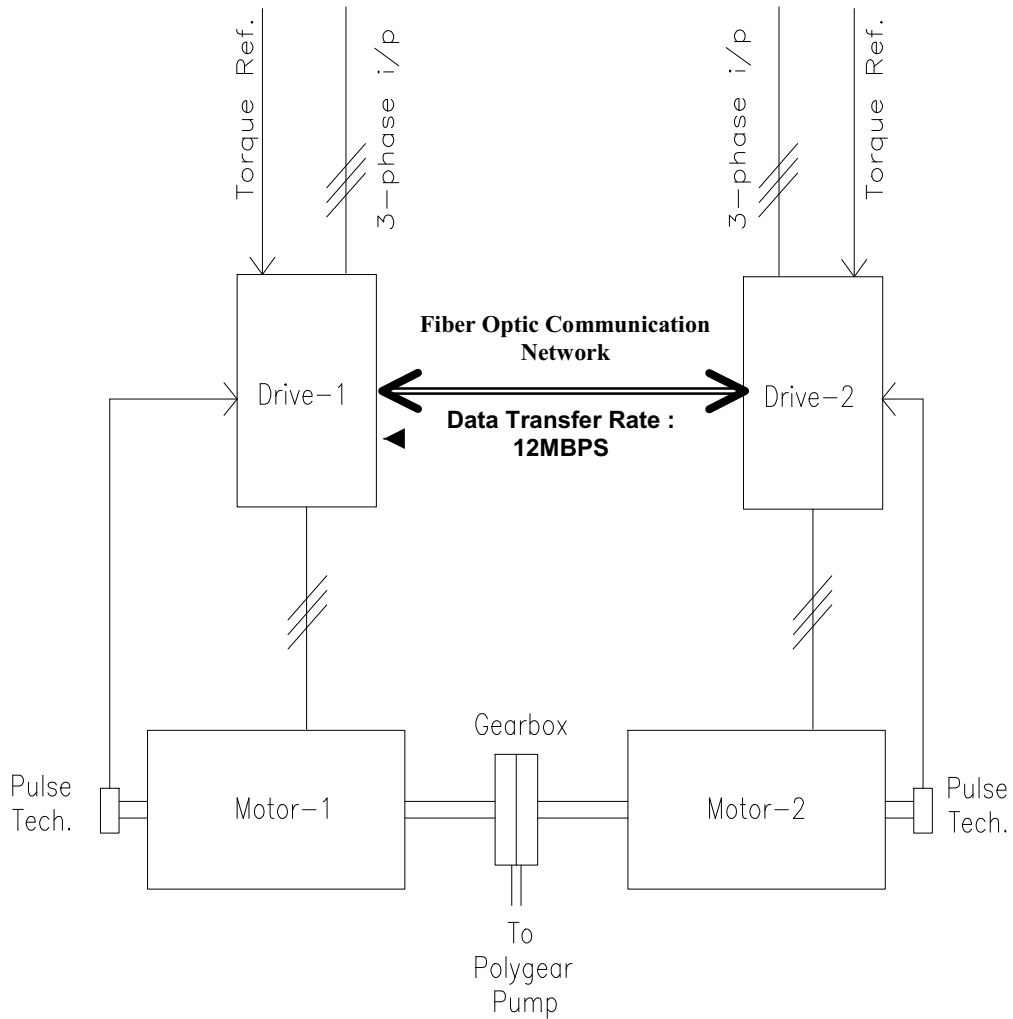 Torque Ref.
3-phase i/p
3-phase i/p
Torque Ref.
Fiber Optic Communication
Network
Drive-1
Drive-2
Data Transfer Rate :
12MBPS
Gearbox
Pulse
Tech.
Motor-1
Motor-2
Pulse
Tech.
To
Polygear
Pump